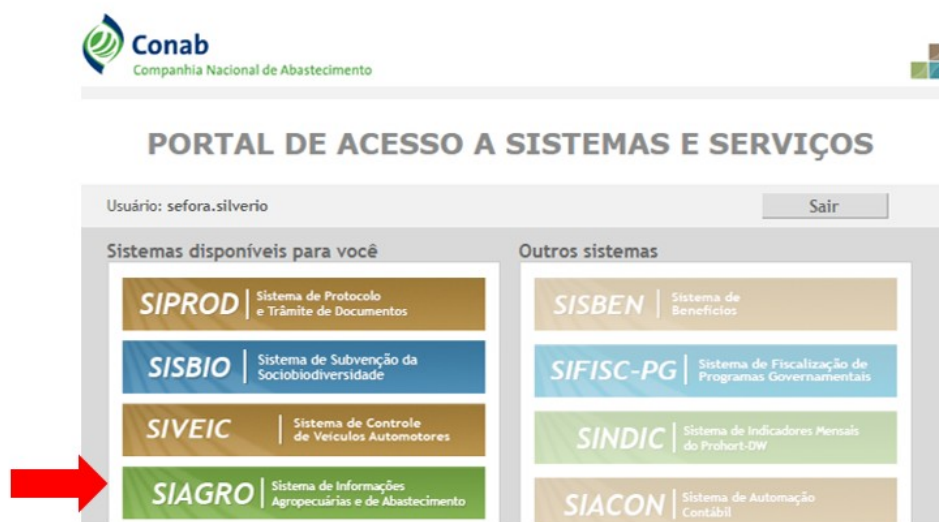 Conab
Companhia Nacional de Abastecimento
PORTAL DE ACESSO A SISTEMAS E SERVIÇOS
Usuário: sefora.silverio
Sair
Sistemas disponíveis para você
SIPROD
Sistema de Protocolo
e Trâmite de Documentos
SISBIO
Sistema de Subvenção da
Sociobiodiversidade
SIVEIC
Sistema de Controle
de Veículos Automotores
SIAGRO
Sistema de Informações
Agropecuárias e de Abastecimento
Outros sistemas
SISBEN
Sistema de
Benefícios
SIFISC-PG
Sistema de Fiscalização de
Programas Governamentais
SINDIC
Sistema de Indicadores Mensais
do Prohort-DW
SIACON
Sistema de Automação
Contábil